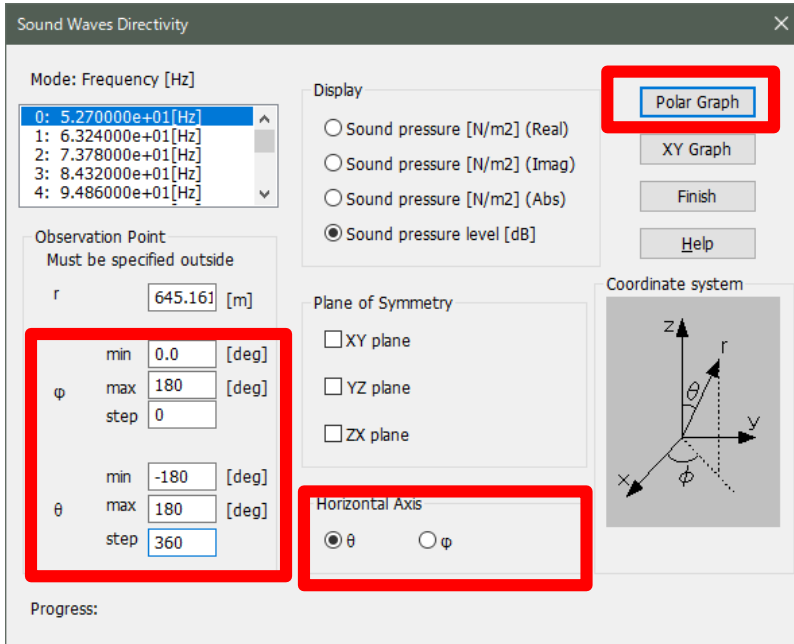 Sound Waves Directivity
Mode: Frequency [Hz]
0: 5.270000e+01[Hz]
1: 6.324000e+01[Hz]
2: 7.378000e+01[Hz]
3: 8.432000e+01[Hz]
4: 9.486000e+01[Hz]
Observation Point
Must be specified outside
r 645.161 [m]
φ
min 0.0 [deg]
max 180 [deg]
step 0
θ
min -180 [deg]
max 180 [deg]
step 360
Progress:
Display
Sound pressure [N/m2] (Real)
Sound pressure [N/m2] (Imag)
Sound pressure [N/m2] (Abs)
Sound pressure level [dB]
Plane of Symmetry
XY plane
YZ plane
ZX plane
Horizontal Axis
θ φ
Polar Graph
XY Graph
Finish
Help
Coordinate system
z
r
θ
y
x
ϕ